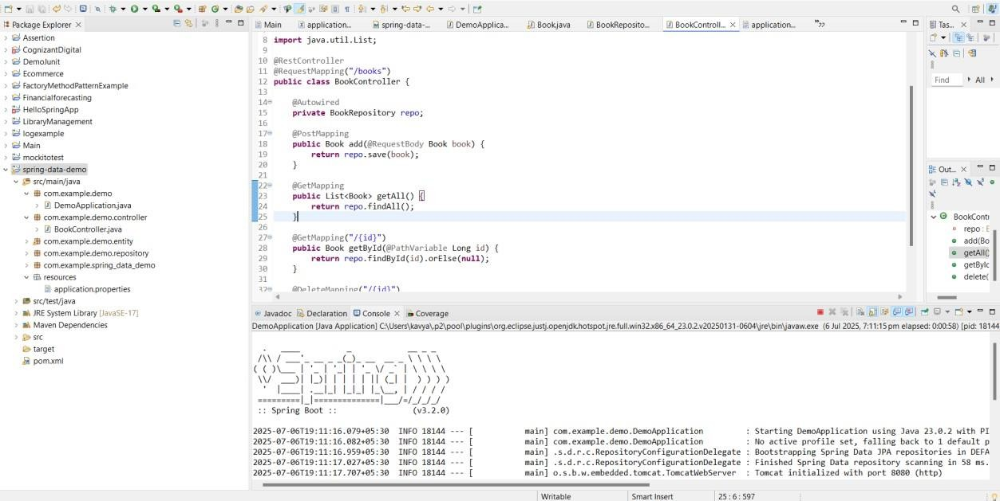 Package Explorer
Assertion
CognizantDigital
DemoJunit
Ecommerce
FactoryMethodPatternExample
Financialforecasting
HelloSpringApp
LibraryManagement
logexample
Main
mockitotest
spring-data-demo
src/main/java
com.example.demo
DemoApplication.java
com.example.demo.controller
BookController.java
com.example.demo.entity
com.example.demo.repository
com.example.spring_data_demo
resources
application.properties
src/test/java
JRE System Library [JavaSE-17]
Maven Dependencies
src
target
pom.xml
Main application... spring-data-... DemoApplica... Book.java BookReposito... BookControll... application...
8 import java.util.List;
9
10 @RestController
11 @RequestMapping("/books")
12 public class BookController {
13
14 @Autowired
15 private BookRepository repo;
16
17 @PostMapping
18 public Book add(@RequestBody Book book) {
19 return repo.save(book);
20 }
21
22 @GetMapping
23 public List<Book> getAll() {
24 return repo.findAll();
25 }
26
27 @GetMapping("/{id}")
28 public Book getById(@PathVariable Long id) {
29 return repo.findById(id).orElse(null);
30 }
31
32 @DeleteMapping("/{id}")
Tas...
Find All
Out...
BookContr
repo :
add(Bo
getAll()
getById
delete(
Javadoc Declaration Console Coverage
DemoApplication [Java Application] C:\Users\kavya\.p2\pool\plugins\org.eclipse.justj.openjdk.hotspot.jre.full.win32.x86_64_23.0.2.v20250131-0604\jre\bin\javaw.exe (6 Jul 2025, 7:11:15 pm elapsed: 0:00:58) [pid: 18144
Spring
:: Spring Boot :: (v3.2.0)
2025-07-06T19:11:16.079+05:30 INFO 18144 --- [ main] com.example.demo.DemoApplication : Starting DemoApplication using Java 23.0.2 with PI
2025-07-06T19:11:16.082+05:30 INFO 18144 --- [ main] com.example.demo.DemoApplication : No active profile set, falling back to 1 default p
2025-07-06T19:11:16.959+05:30 INFO 18144 --- [ main] .s.d.r.c.RepositoryConfigurationDelegate : Bootstrapping Spring Data JPA repositories in DEFA
2025-07-06T19:11:17.027+05:30 INFO 18144 --- [ main] .s.d.r.c.RepositoryConfigurationDelegate : Finished Spring Data repository scanning in 58 ms.
2025-07-06T19:11:17.707+05:30 INFO 18144 --- [ main] o.s.b.w.embedded.tomcat.TomcatWebServer : Tomcat initialized with port 8080 (http)
Writable Smart Insert 25 : 6 : 597